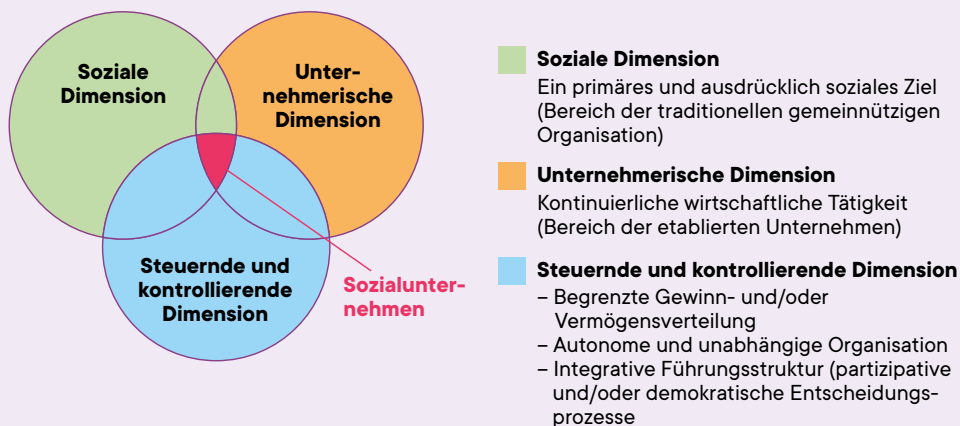 Soziale
Dimension
Unter-
nehmerische
Dimension
Steuernde und
kontrollierende
Dimension
Sozialunter-
nehmen
Soziale Dimension
Ein primäres und ausdrücklich soziales Ziel
(Bereich der traditionellen gemeinnützigen
Organisation)
Unternehmerische Dimension
Kontinuierliche wirtschaftliche Tätigkeit
(Bereich der etablierten Unternehmen)
Steuernde und kontrollierende Dimension
– Begrenzte Gewinn- und/oder
Vermögensverteilung
– Autonome und unabhängige Organisation
– Integrative Führungsstruktur (partizipative
und/oder demokratische Entscheidungs-
prozesse